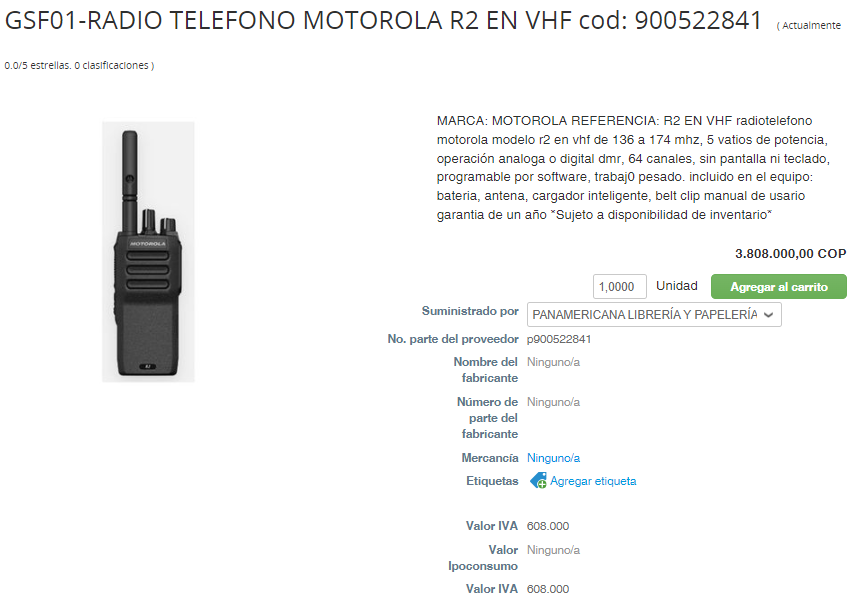 GSF01-RADIO TELEFONO MOTOROLA R2 EN VHF cod: 900522841 ( Actualmente
0.0/5 estrellas. 0 clasificaciones )
MOTOROLA
MARCA: MOTOROLA REFERENCIA: R2 EN VHF radiotelefono
motorola modelo r2 en vhf de 136 a 174 mhz, 5 vatios de potencia,
operación analoga o digital dmr, 64 canales, sin pantalla ni teclado,
programable por software, trabaj0 pesado. incluido en el equipo:
bateria, antena, cargador inteligente, belt clip manual de usario
garantia de un año *Sujeto a disponibilidad de inventario*
3.808.000,00 COP
1,0000 Unidad Agregar al carrito
Suministrado por PANAMERICANA LIBRERÍA Y PAPELERÍA
No. parte del proveedor p900522841
Nombre del Ninguno/a
fabricante
Número de Ninguno/a
parte del
fabricante
Mercancía Ninguno/a
Etiquetas Agregar etiqueta
Valor IVA 608.000
Valor Ninguno/a
Ipoconsumo
Valor IVA 608.000